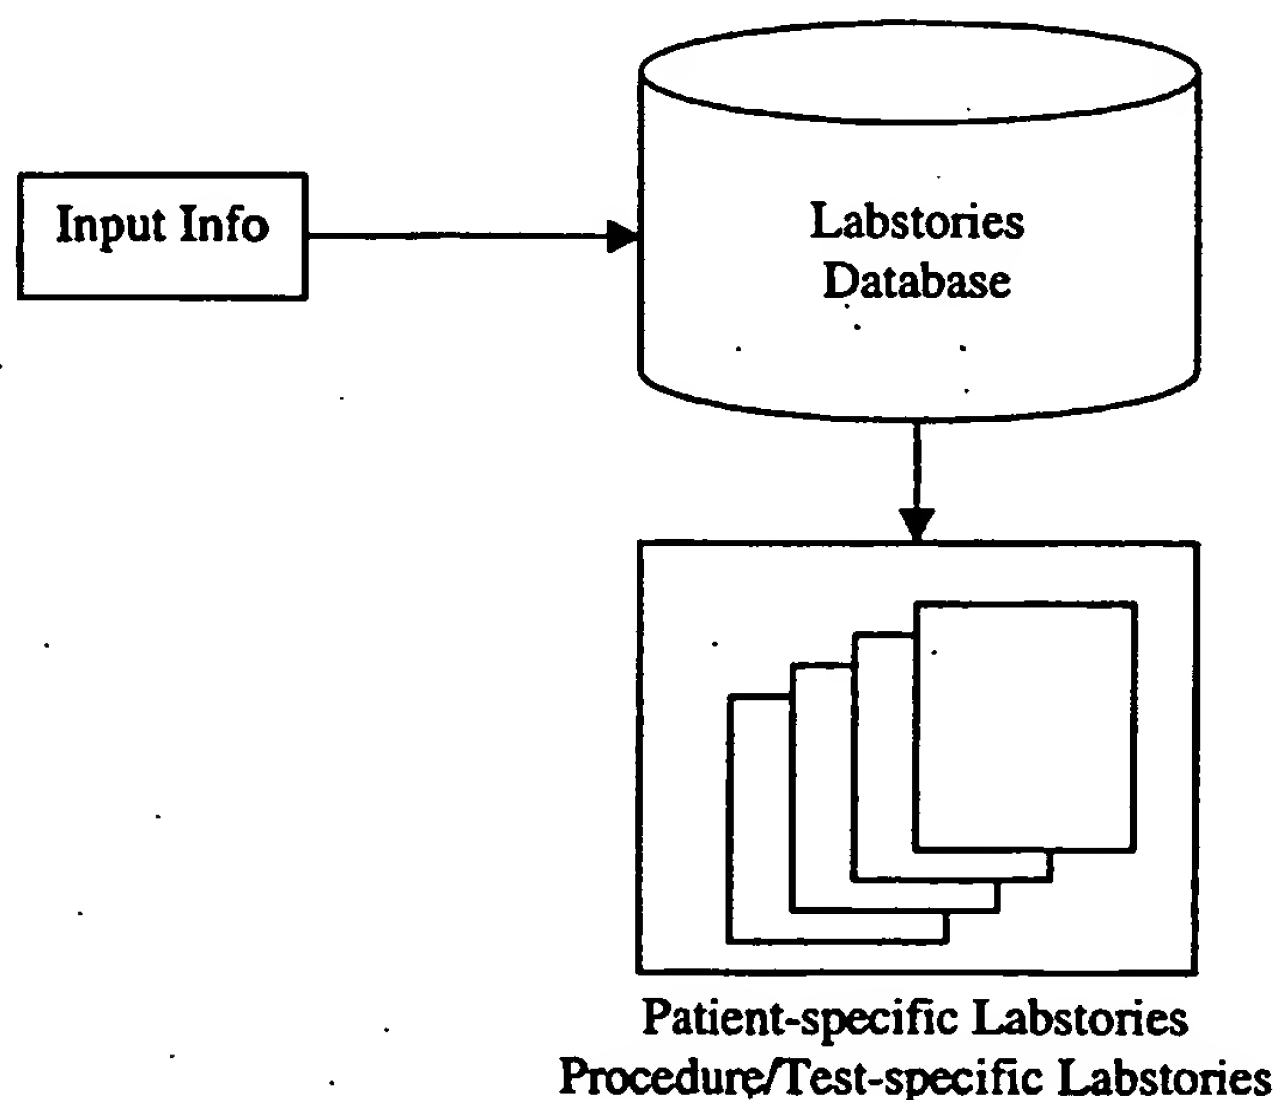 Input Info
Labstories
Database
Patient-specific Labstories
Procedure/Test-specific Labstories